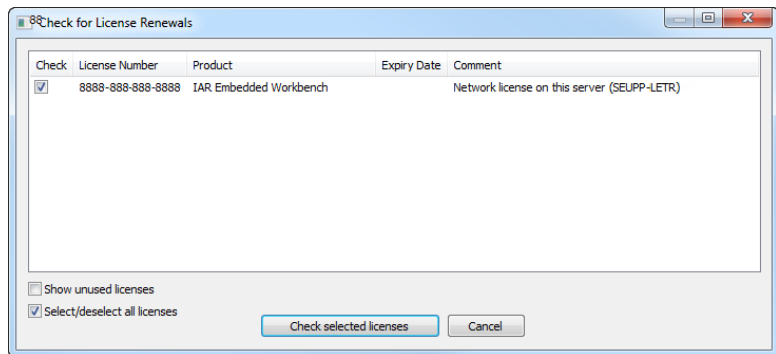 88Check for License Renewals
Check License Number Product Expiry Date Comment
8888-888-888-8888 IAR Embedded Workbench Network license on this server (SEUPP-LETR)
Show unused licenses
Select/deselect all licenses
Check selected licenses Cancel